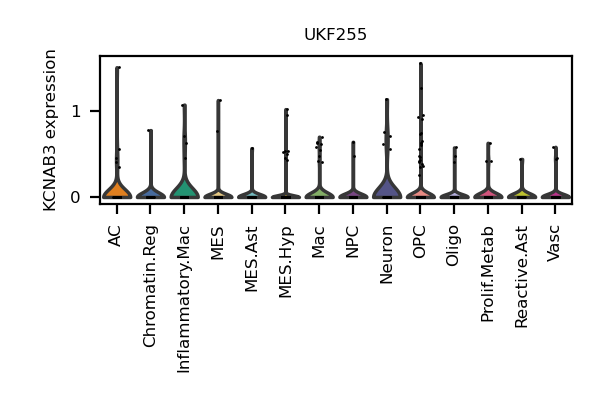 UKF255
KCNAB3 expression
1
0
AC
Chromatin.Reg
Inflammatory.Mac
MES
MES.Ast
MES.Hyp
Mac
NPC
Neuron
OPC
Oligo
Prolif.Metab
Reactive.Ast
Vasc